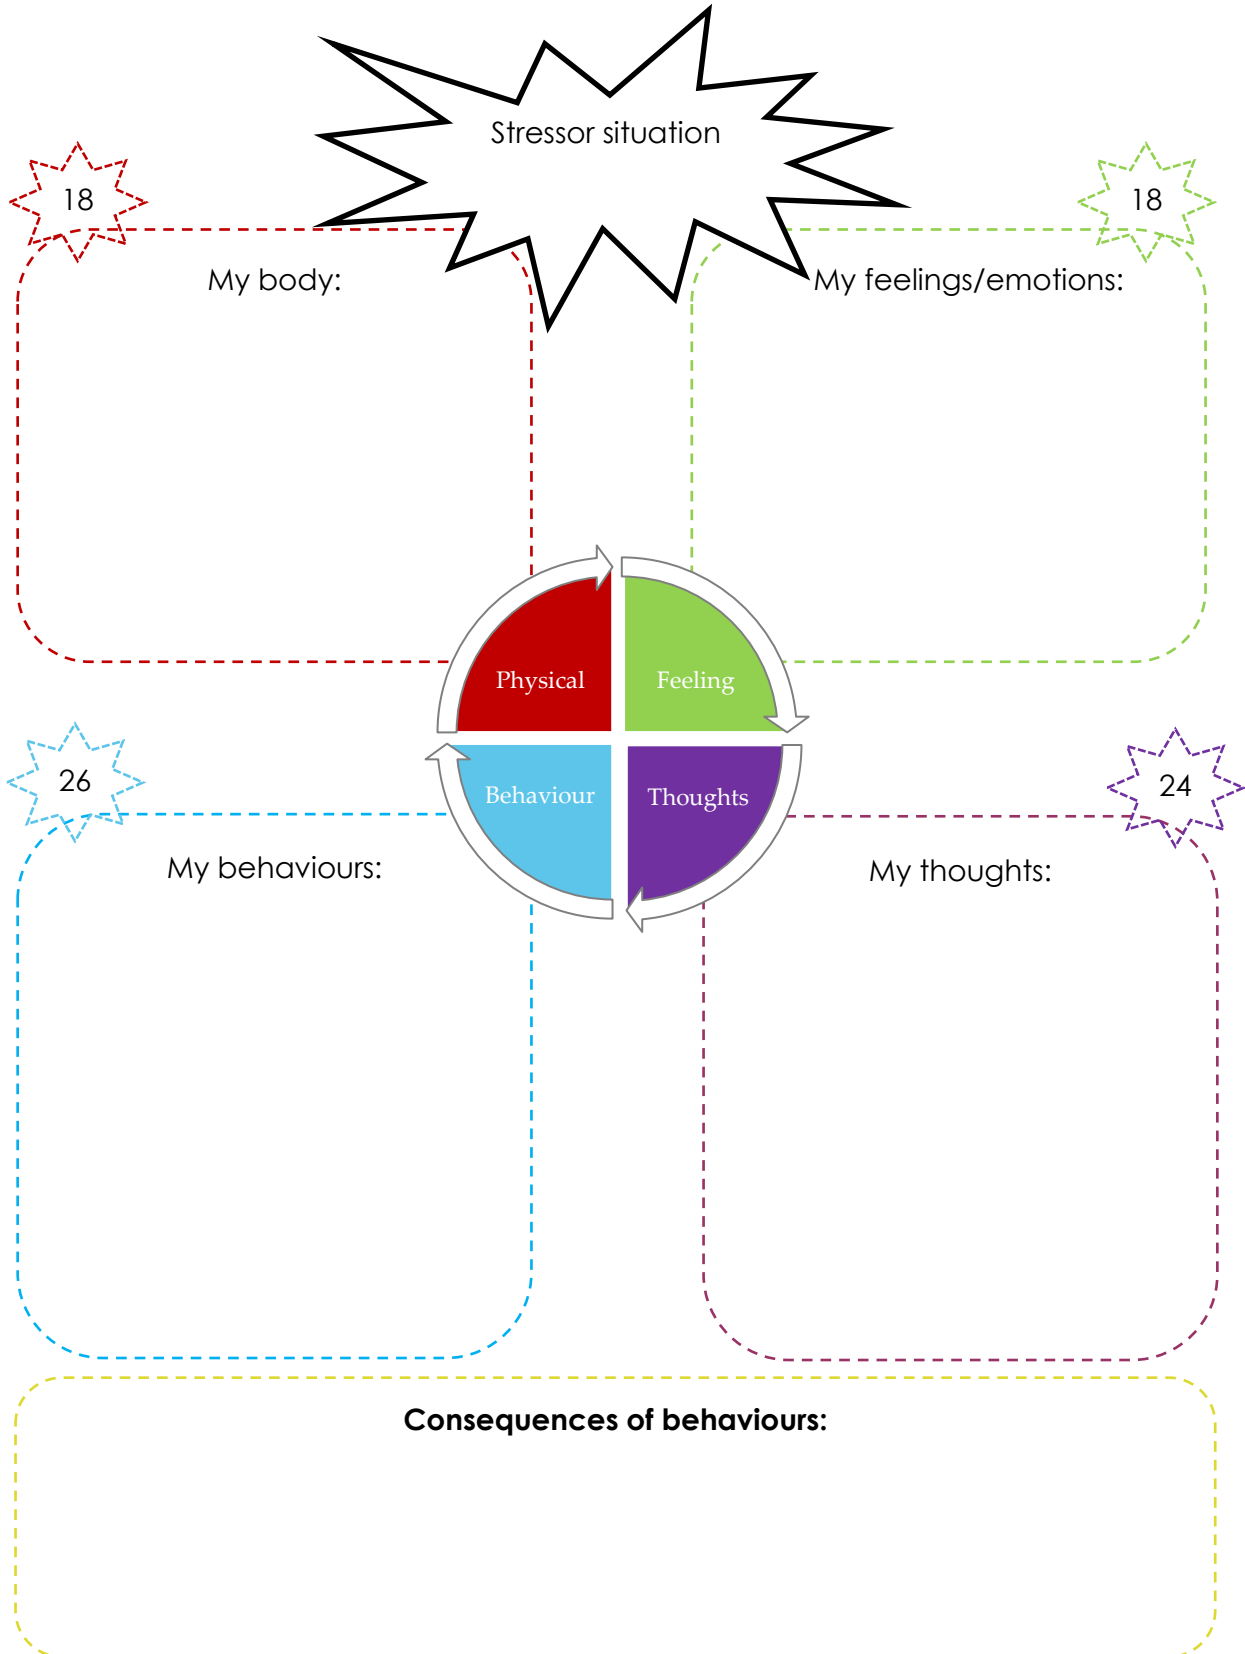 Stressor situation
18
18
My body:
My feelings/emotions:
Physical
Feeling
26
24
Behaviour
Thoughts
My behaviours:
My thoughts:
Consequences of behaviours: